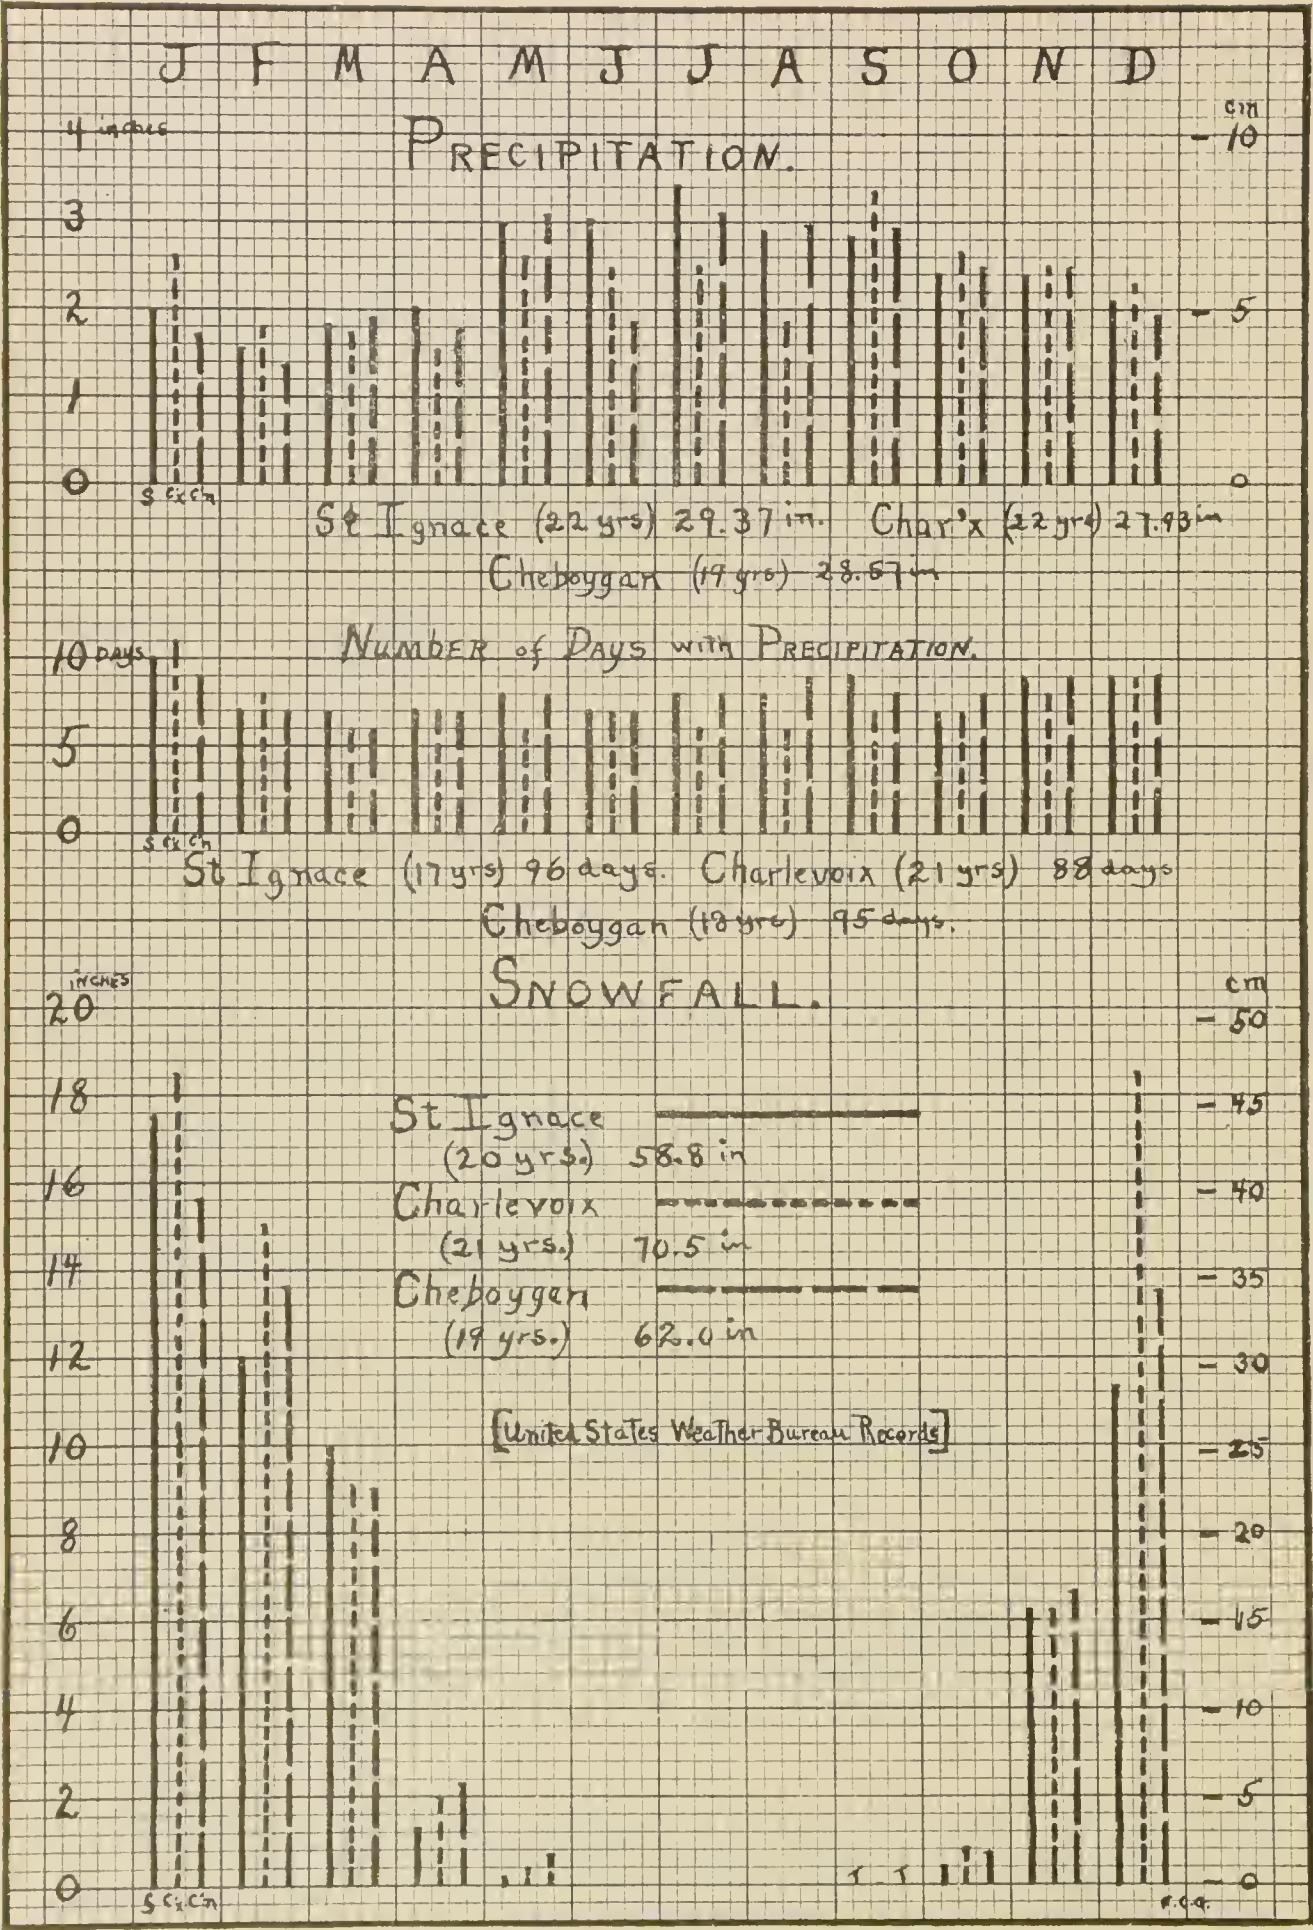 J F M A M J J A S O N D
cm
4 inches PRECIPITATION. 10
3
2 5
1
0 0
S Cx C'n
St Ignace (22 yrs) 29.37 in. Char'x (22 yrs) 27.93 in
Cheboygan (19 yrs) 28.57 in
10 DAYS NUMBER of DAYS with PRECIPITATION.
5
0
S Cx C'n
St Ignace (17 yrs) 96 days. Charlevoix (21 yrs) 88 days
Cheboygan (18 yrs) 95 days.
INCHES SNOWFALL. cm
20 50
18 45
St Ignace
(20 yrs.) 58.8 in
16 40
Charlevoix
(21 yrs.) 70.5 in
14 35
Cheboygan
(19 yrs.) 62.0 in
12 30
[United States Weather Bureau Records]
10 25
8 20
6 15
4 10
2 5
T T
0 0
S Cx C'n